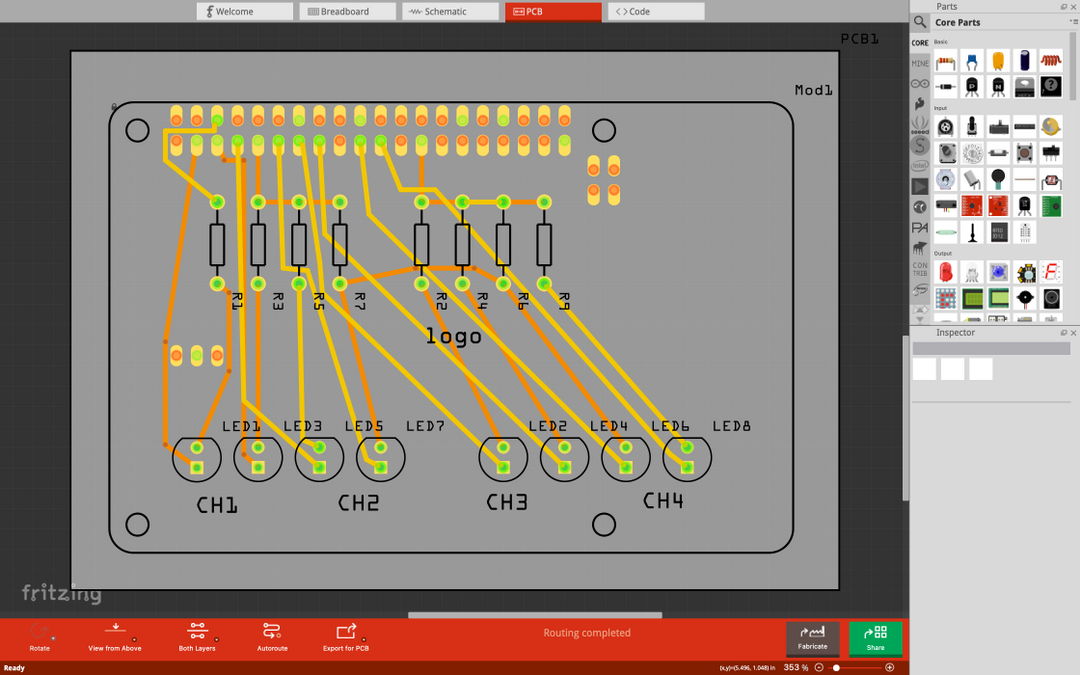 Welcome
Breadboard
Schematic
PCB
Code
Parts
Core Parts
CORE
MINE
Basic
Input
Output
CON
TRIB
Inspector
PCB1
Mod1
R1
R3
R5
R7
R2
R4
R6
R9
logo
LED1
LED3
LED5
LED7
LED2
LED4
LED6
LED8
CH1
CH2
CH3
CH4
fritzing
Rotate
View from Above
Both Layers
Autoroute
Export for PCB
Routing completed
Fabricate
Share
Ready
(x,y)=(5.496, 1.048) in
353 %